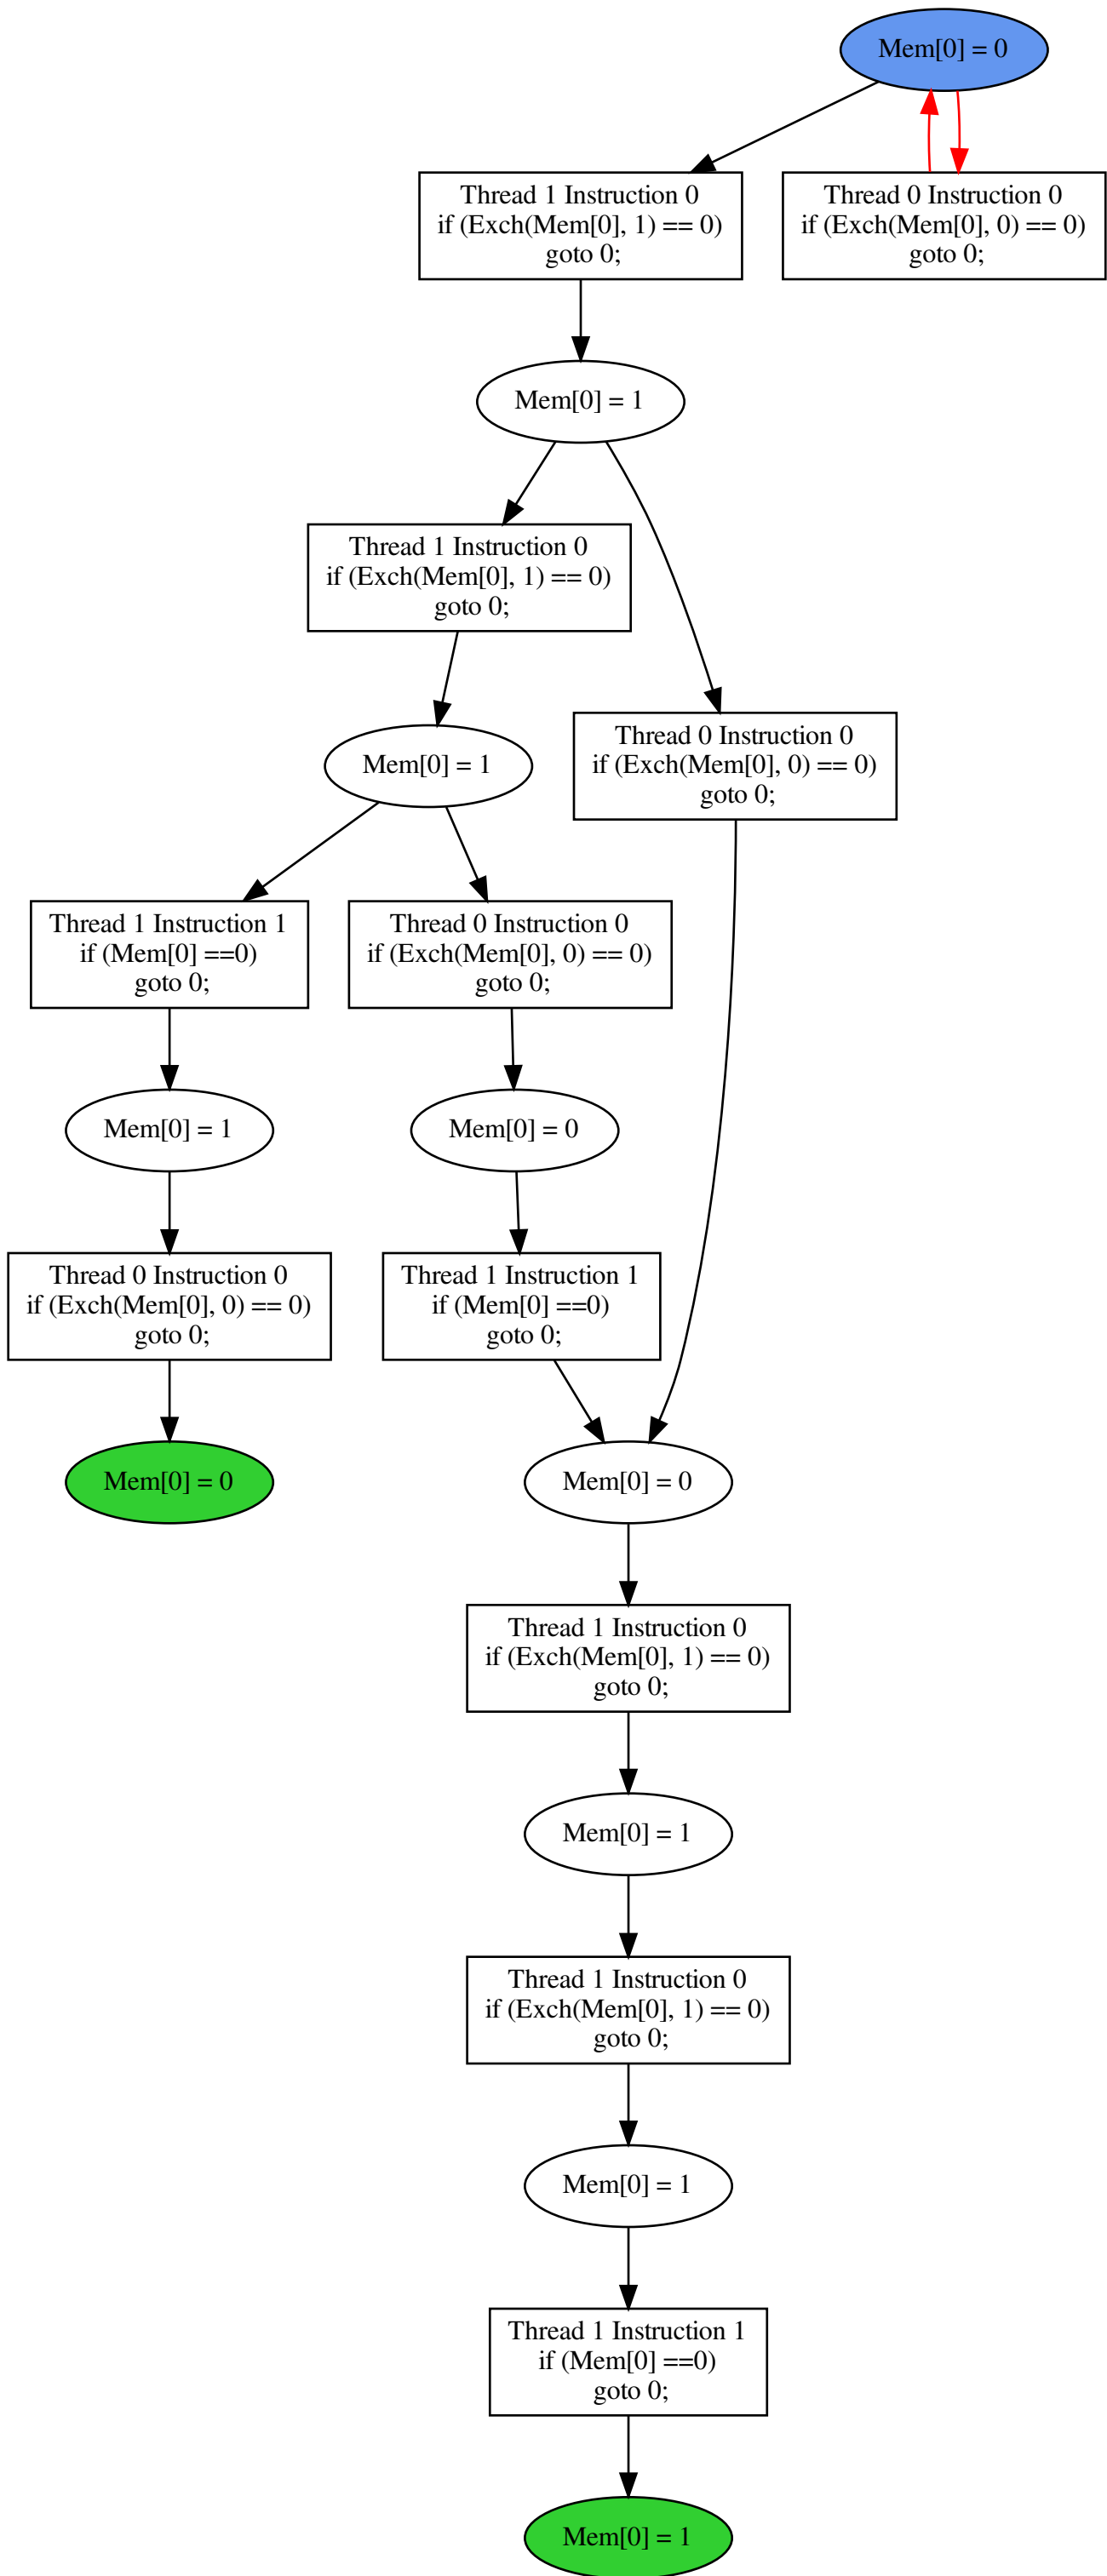 Mem[0] = 0
Thread 1 Instruction 0
if (Exch(Mem[0], 1) == 0)
goto 0;
Thread 0 Instruction 0
if (Exch(Mem[0], 0) == 0)
goto 0;
Mem[0] = 1
Thread 1 Instruction 0
if (Exch(Mem[0], 1) == 0)
goto 0;
Thread 0 Instruction 0
if (Exch(Mem[0], 0) == 0)
goto 0;
Mem[0] = 1
Thread 1 Instruction 1
if (Mem[0] ==0)
goto 0;
Thread 0 Instruction 0
if (Exch(Mem[0], 0) == 0)
goto 0;
Mem[0] = 1
Mem[0] = 0
Thread 0 Instruction 0
if (Exch(Mem[0], 0) == 0)
goto 0;
Thread 1 Instruction 1
if (Mem[0] ==0)
goto 0;
Mem[0] = 0
Mem[0] = 0
Thread 1 Instruction 0
if (Exch(Mem[0], 1) == 0)
goto 0;
Mem[0] = 1
Thread 1 Instruction 0
if (Exch(Mem[0], 1) == 0)
goto 0;
Mem[0] = 1
Thread 1 Instruction 1
if (Mem[0] ==0)
goto 0;
Mem[0] = 1